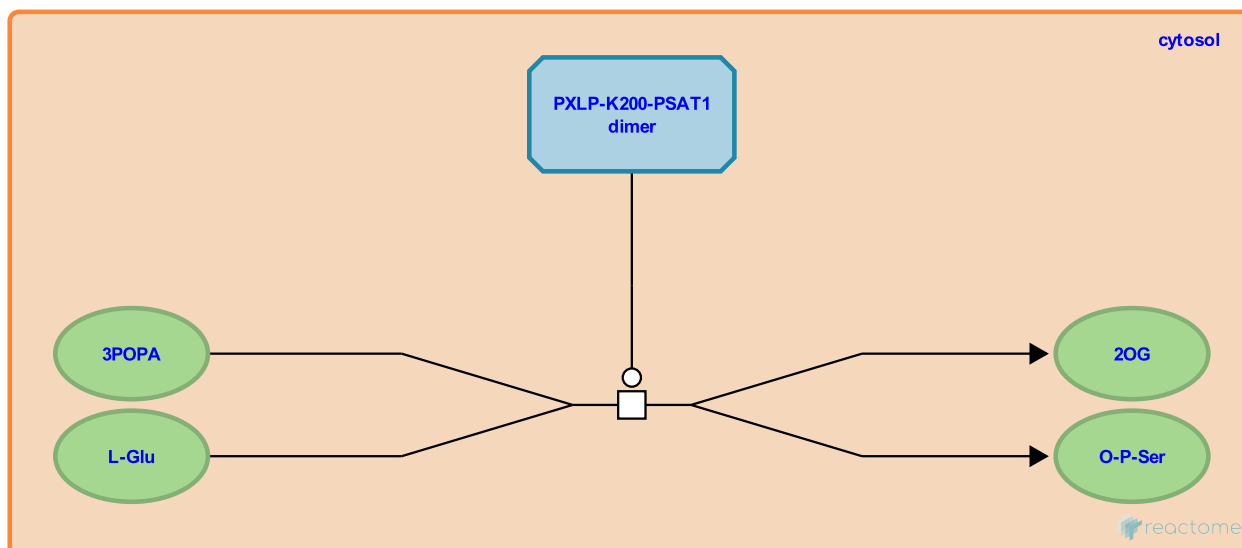 cytosol
PXLP-K200-PSAT1
dimer
3POPA
2OG
L-Glu
O-P-Ser
reactome